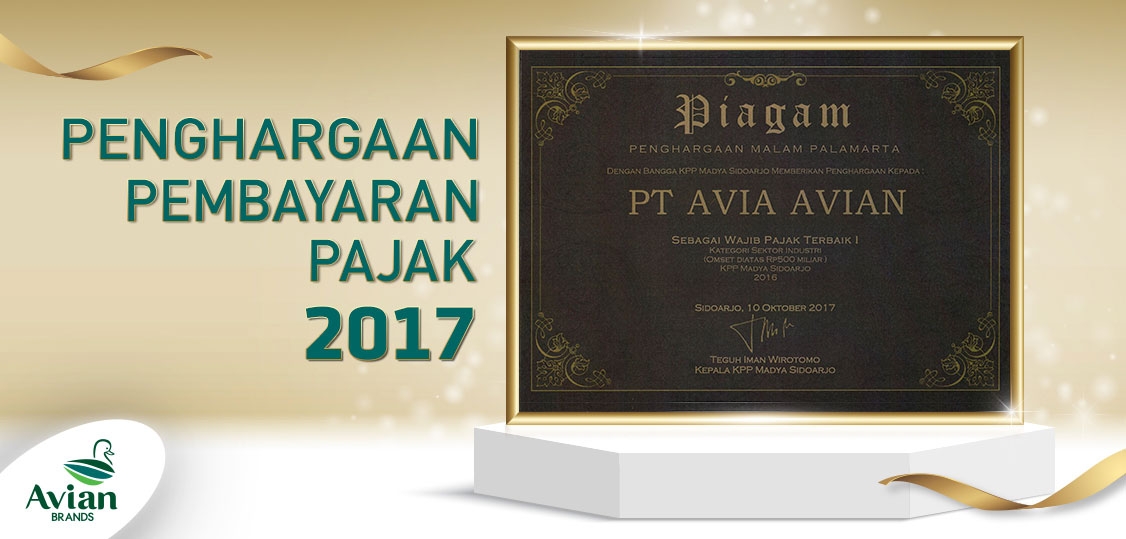 PENGHARGAAN
PEMBAYARAN
PAJAK
2017
Piagam
PENGHARGAAN MALAM PALAMARTA
DENGAN BANGGA KPP MADYA SIDOARJO MEMBERIKAN PENGHARGAAN KEPADA :
PT AVIA AVIAN
SEBAGAI WAJIB PAJAK TERBAIK I
KATEGORI SEKTOR INDUSTRI
(OMSET DIATAS RP500 MILIAR )
KPP MADYA SIDOARJO
2016
SIDOARJO, 10 OKTOBER 2017
TEGUH IMAN WIROTOMO
KEPALA KPP MADYA SIDOARJO
Avian
BRANDS